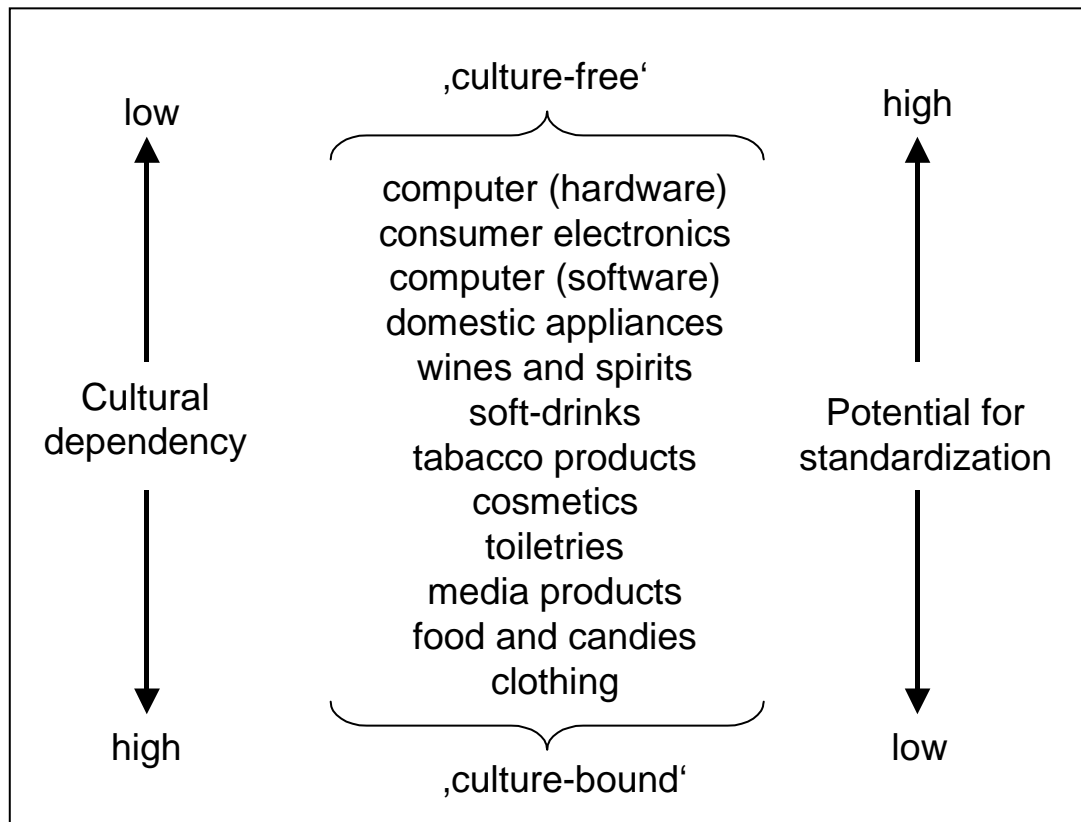 ‚culture-free‘
low
high
computer (hardware)
consumer electronics
computer (software)
domestic appliances
wines and spirits
soft-drinks
tabacco products
cosmetics
toiletries
media products
food and candies
clothing
Cultural
dependency
Potential for
standardization
high
low
‚culture-bound‘